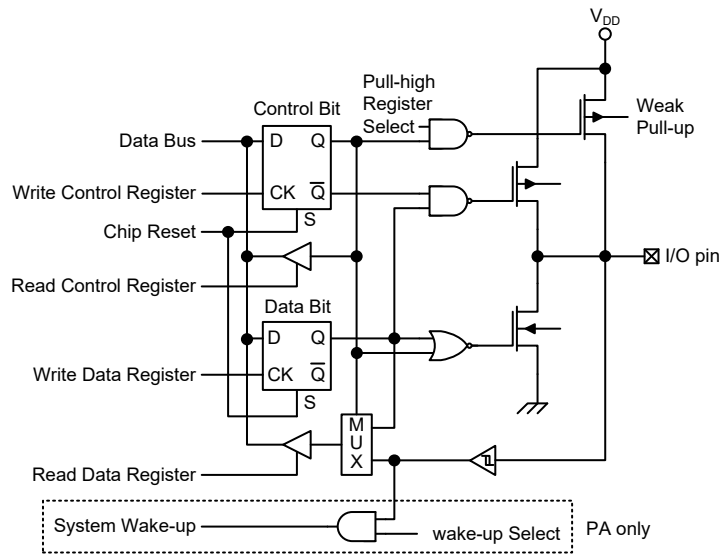 VDD
Pull-high
Register
Select
Weak
Pull-up
Control Bit
Data Bus
D
Q
Write Control Register
CK
Q̅
S
Chip Reset
I/O pin
Read Control Register
Data Bit
D
Q
Write Data Register
CK
Q̅
S
M
U
X
Read Data Register
System Wake-up
wake-up Select
PA only